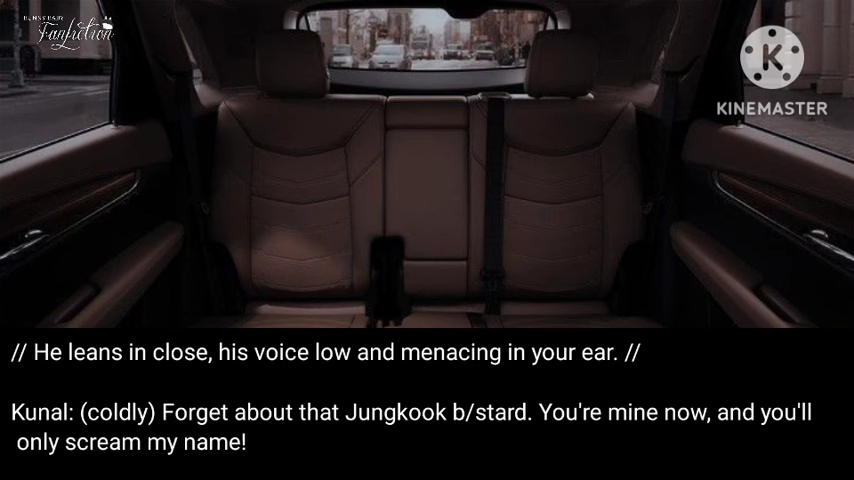 Fanfiction
KINEMASTER
// He leans in close, his voice low and menacing in your ear. //
Kunal: (coldly) Forget about that Jungkook b/stard. You're mine now, and you'll
only scream my name!